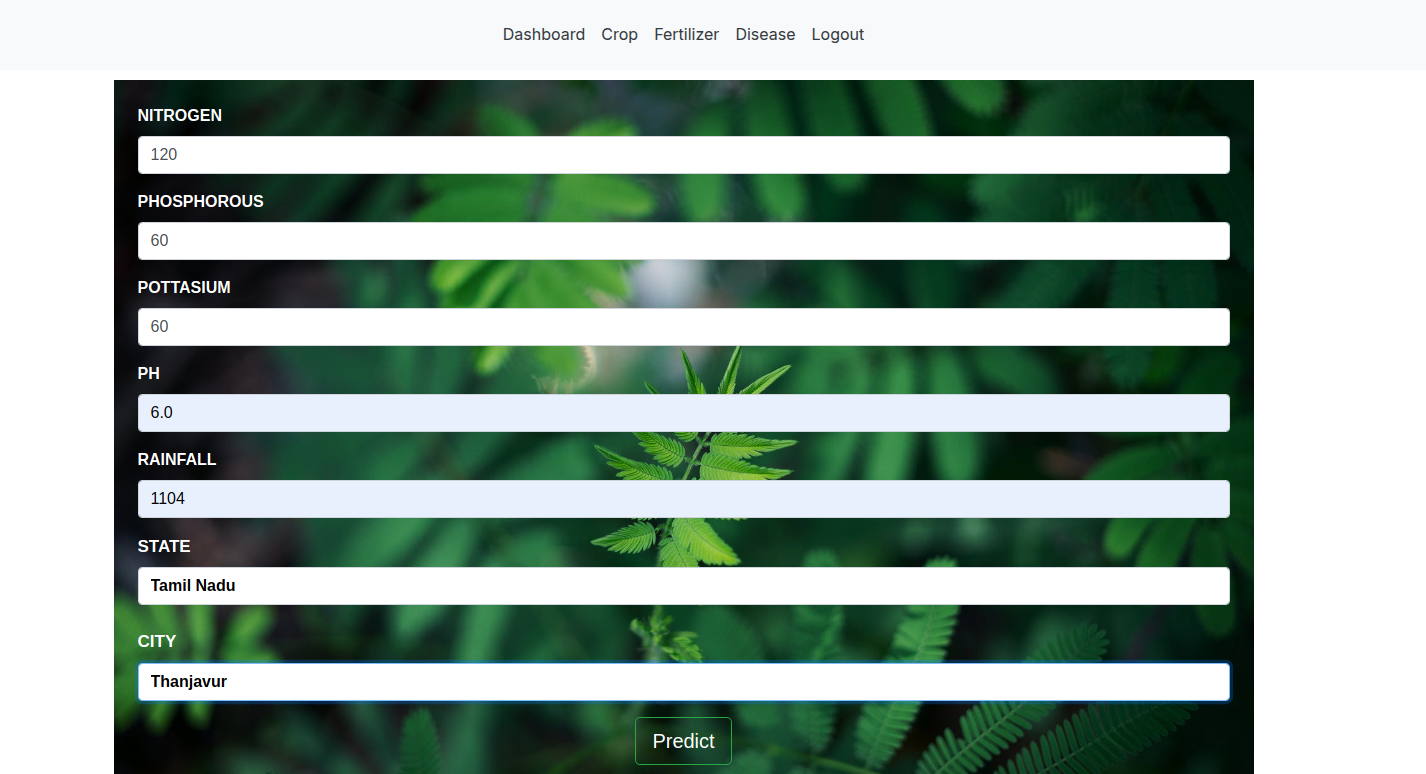 Dashboard Crop Fertilizer Disease Logout
NITROGEN
120
PHOSPHOROUS
60
POTTASIUM
60
PH
6.0
RAINFALL
1104
STATE
Tamil Nadu
CITY
Thanjavur
Predict